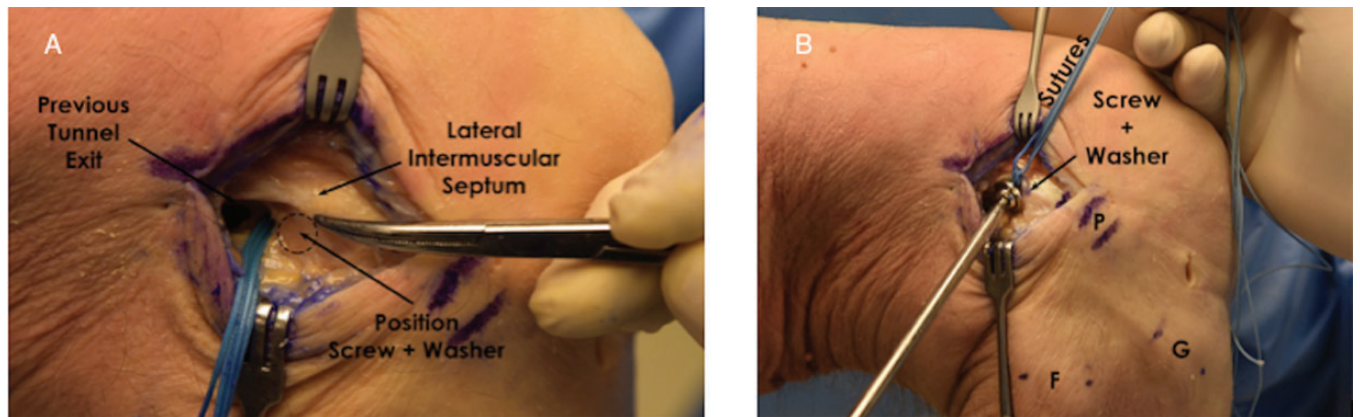 A
Previous
Tunnel
Exit
Lateral
Intermuscular
Septum
Position
Screw + Washer
B
Sutures
Screw
+
Washer
P
G
F